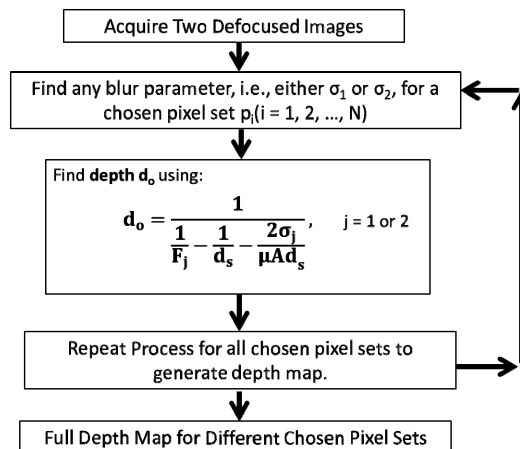 Acquire Two Defocused Images
Find any blur parameter, i.e., either σ₁ or σ₂, for a
chosen pixel set pᵢ(i = 1, 2, ..., N)
Find depth dₒ using:
dₒ = 1 / (1/Fⱼ − 1/dₛ − 2σⱼ/μAdₛ), j = 1 or 2
Repeat Process for all chosen pixel sets to
generate depth map.
Full Depth Map for Different Chosen Pixel Sets